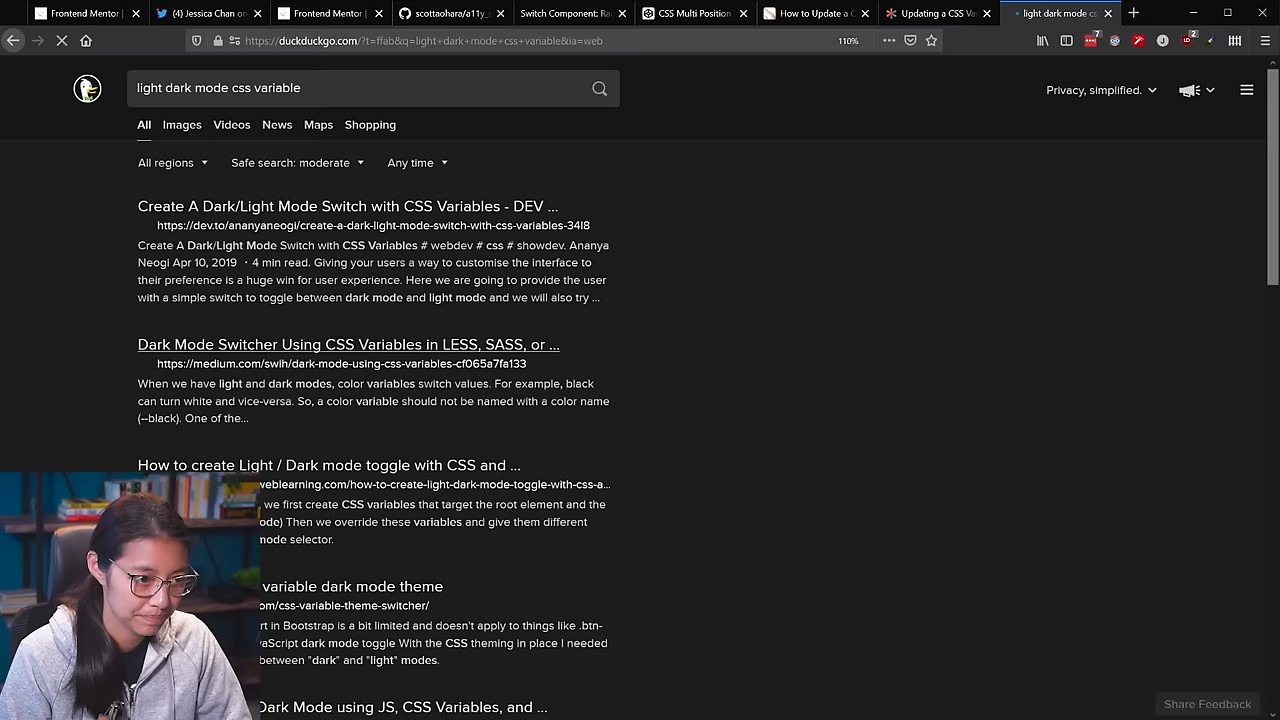 Frontend Mentor |
(4) Jessica Chan on
Frontend Mentor |
scottaohara/a11y_s
Switch Component: Rac
CSS Multi Position
How to Update a C
Updating a CSS Va
light dark mode cs
https://duckduckgo.com/?t=ffab&q=light+dark+mode+css+variable&ia=web
110%
7
2
light dark mode css variable
Privacy, simplified.
All Images Videos News Maps Shopping
All regions Safe search: moderate Any time
Create A Dark/Light Mode Switch with CSS Variables - DEV ...
https://dev.to/ananyaneogi/create-a-dark-light-mode-switch-with-css-variables-34l8
Create A Dark/Light Mode Switch with CSS Variables # webdev # css # showdev. Ananya
Neogi Apr 10, 2019 ・4 min read. Giving your users a way to customise the interface to
their preference is a huge win for user experience. Here we are going to provide the user
with a simple switch to toggle between dark mode and light mode and we will also try ...
Dark Mode Switcher Using CSS Variables in LESS, SASS, or ...
https://medium.com/swlh/dark-mode-using-css-variables-cf065a7fa133
When we have light and dark modes, color variables switch values. For example, black
can turn white and vice-versa. So, a color variable should not be named with a color name
(--black). One of the...
How to create Light / Dark mode toggle with CSS and ...
weblearning.com/how-to-create-light-dark-mode-toggle-with-css-a...
we first create CSS variables that target the root element and the
ode) Then we override these variables and give them different
mode selector.
variable dark mode theme
om/css-variable-theme-switcher/
rt in Bootstrap is a bit limited and doesn't apply to things like .btn-
vaScript dark mode toggle With the CSS theming in place I needed
between "dark" and "light" modes.
Dark Mode using JS, CSS Variables, and ...
Share Feedback